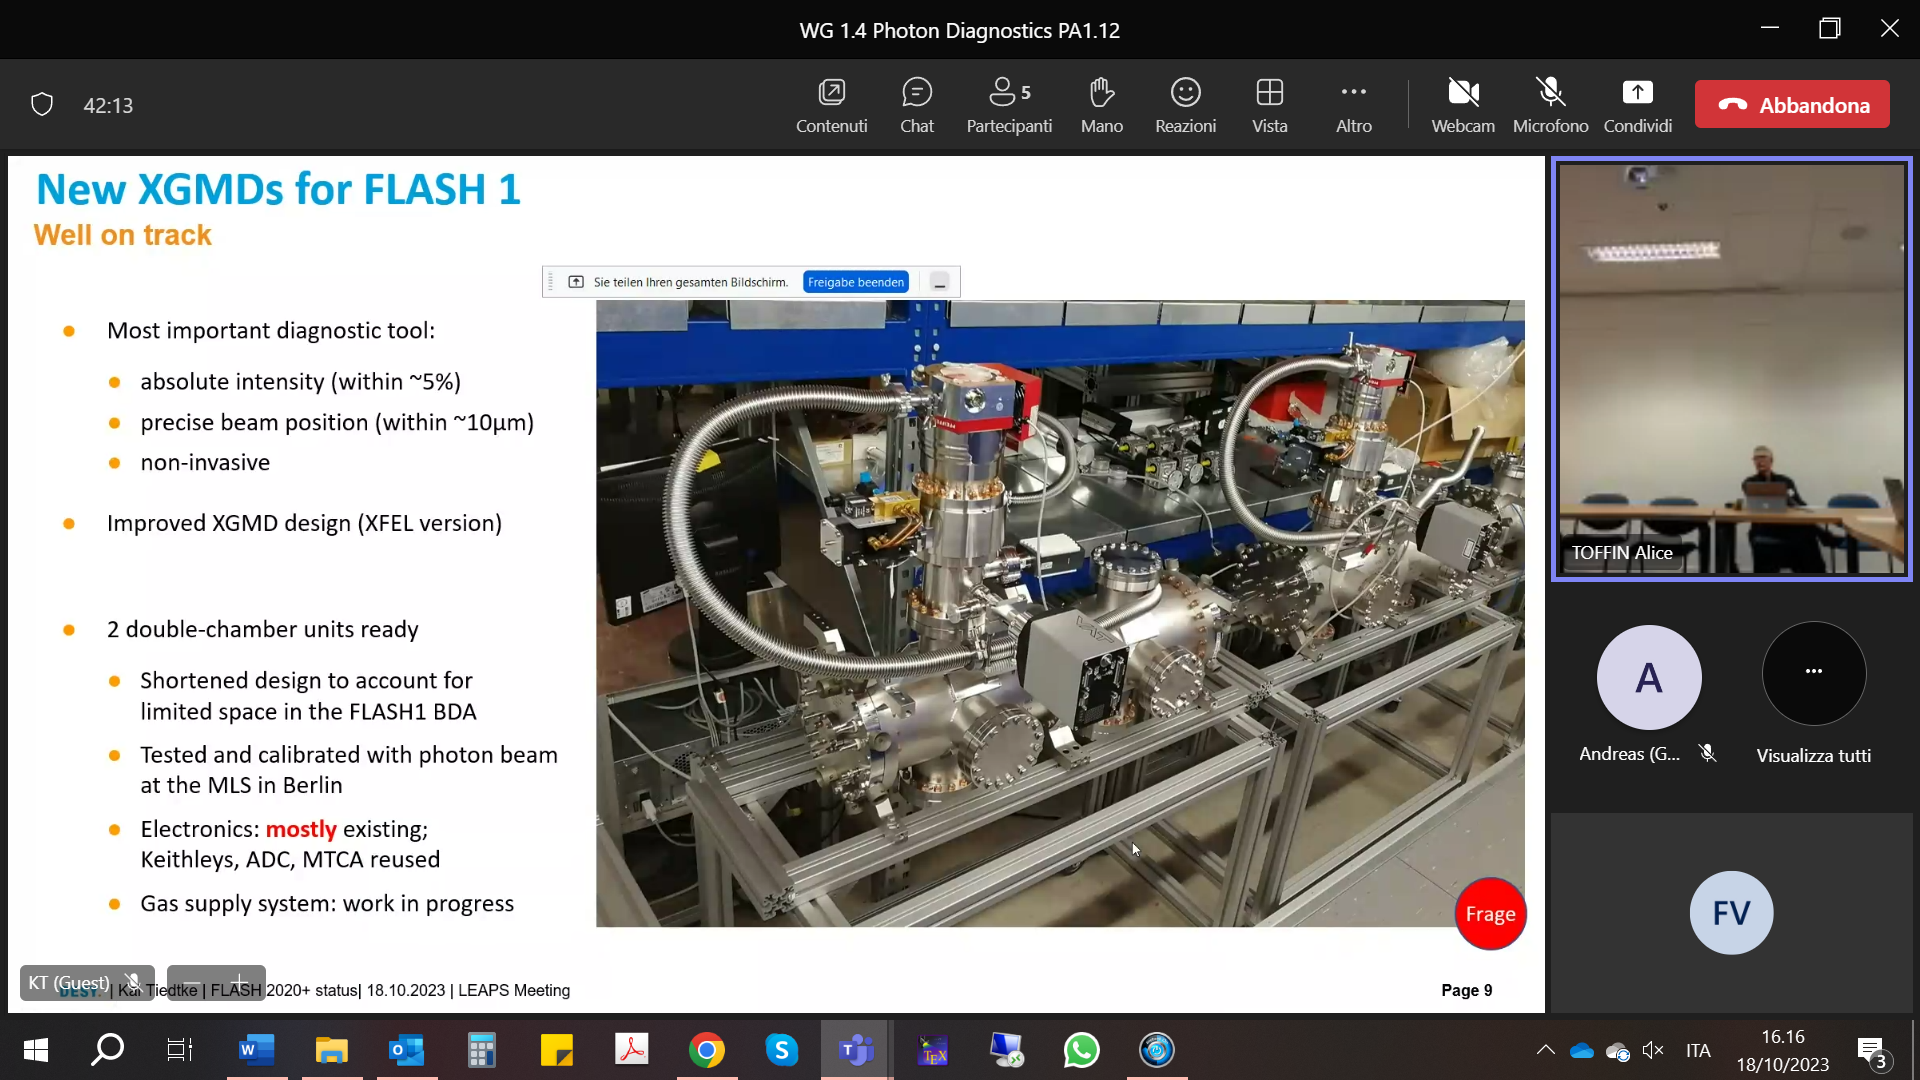 WG 1.4 Photon Diagnostics PA1.12
42:13
Contenuti
Chat
5
Partecipanti
Mano
Reazioni
Vista
Altro
Webcam
Microfono
Condividi
Abbandona
New XGMDs for FLASH 1
Well on track
Sie teilen Ihren gesamten Bildschirm.
Freigabe beenden
Most important diagnostic tool:
absolute intensity (within ~5%)
precise beam position (within ~10µm)
non-invasive
Improved XGMD design (XFEL version)
2 double-chamber units ready
Shortened design to account for
limited space in the FLASH1 BDA
Tested and calibrated with photon beam
at the MLS in Berlin
Electronics: mostly existing;
Keithleys, ADC, MTCA reused
Gas supply system: work in progress
VAT
Frage
KT (Guest)
DESY. | Kai Tiedtke | FLASH 2020+ status| 18.10.2023 | LEAPS Meeting
Page 9
TOFFIN Alice
A
Andreas (G...
Visualizza tutti
FV
W
O
S
T
TEX
ITA
16.16
18/10/2023
3